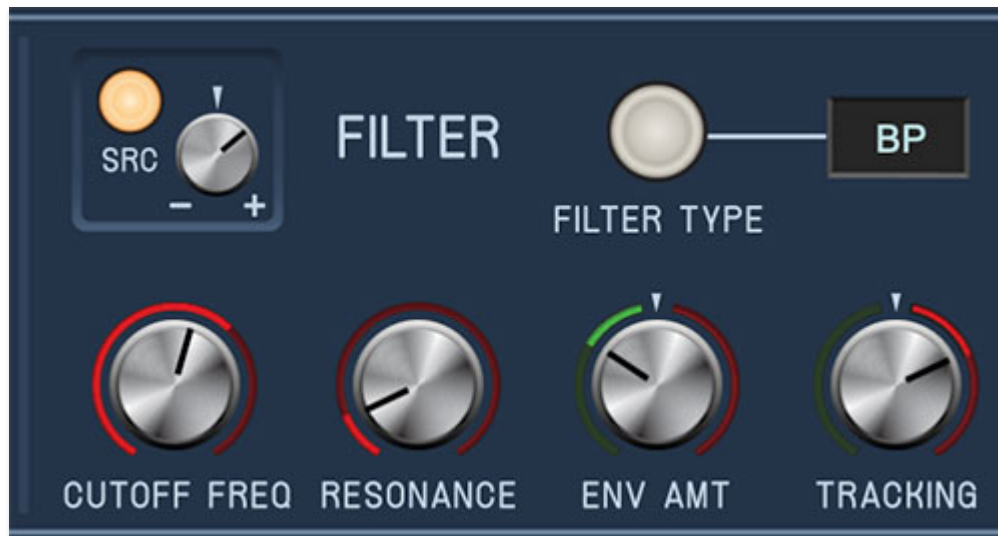 SRC
- +
FILTER
FILTER TYPE
BP
CUTOFF FREQ
RESONANCE
ENV AMT
TRACKING